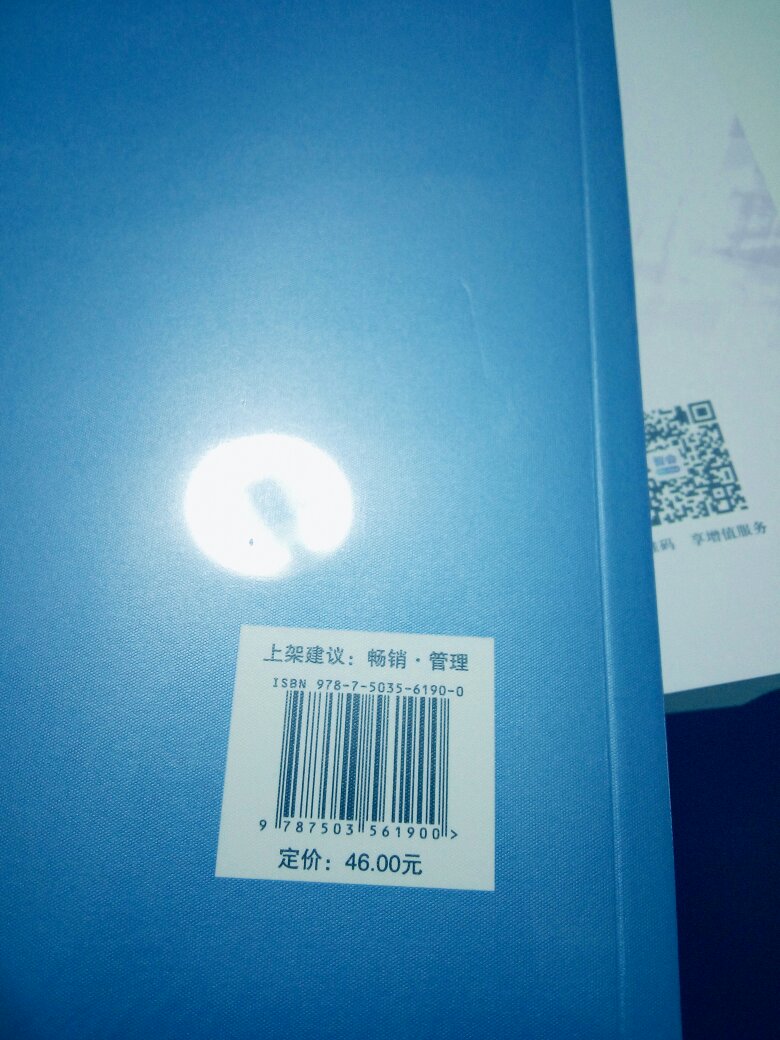 上架建议：畅销·管理
ISBN 978-7-5035-6190-0
9 787503 561900 >
定价：46.00元
码 享增值服务